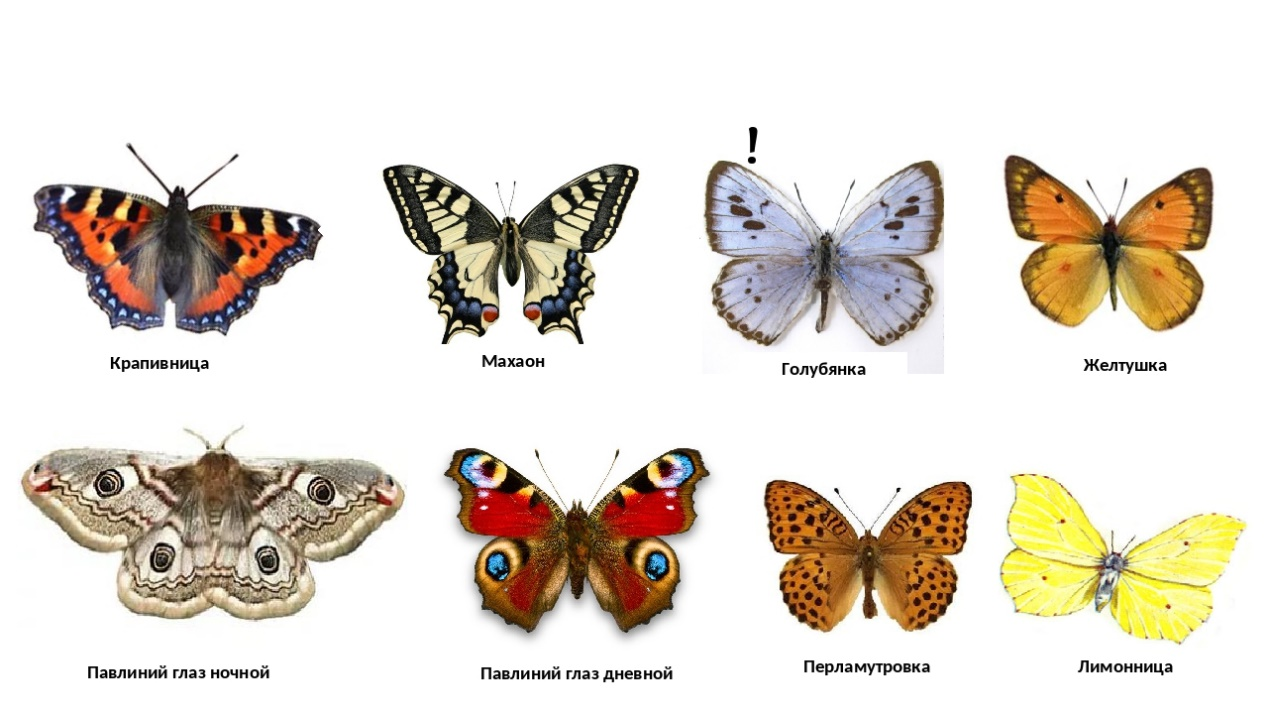 !
Крапивница
Махаон
Голубянка
Желтушка
Павлиний глаз ночной
Павлиний глаз дневной
Перламутровка
Лимонница